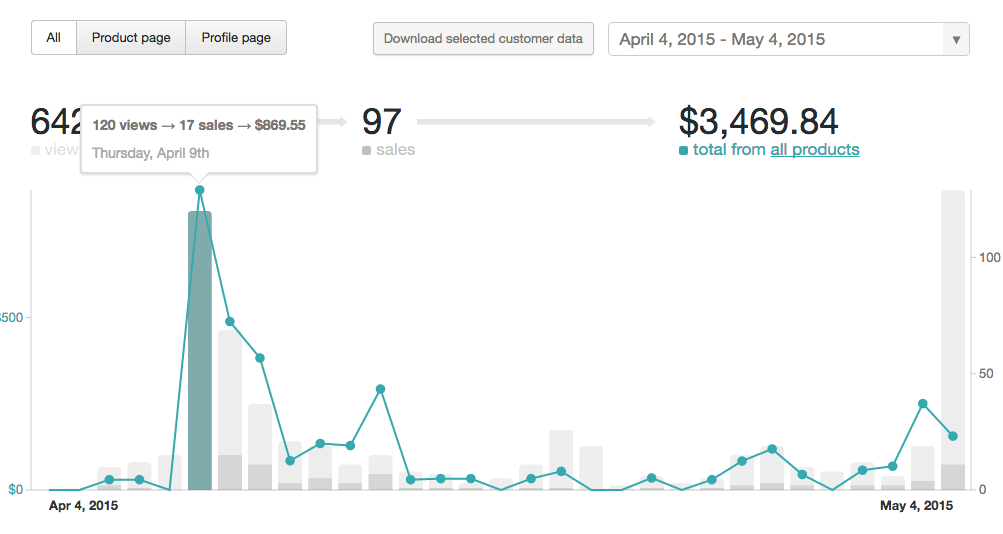 All Product page Profile page Download selected customer data April 4, 2015 - May 4, 2015
120 views → 17 sales → $869.55
Thursday, April 9th
642 97 $3,469.84
sales total from all products
100
$500
50
$0 0
Apr 4, 2015 May 4, 2015